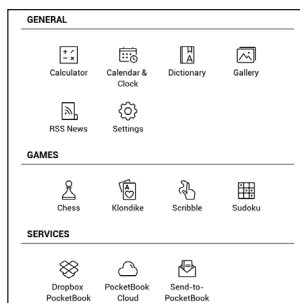 GENERAL
Calculator
Calendar &
Clock
Dictionary
Gallery
RSS News
Settings
GAMES
Chess
Klondike
Scribble
Sudoku
SERVICES
Dropbox
PocketBook
PocketBook
Cloud
Send-to-
PocketBook